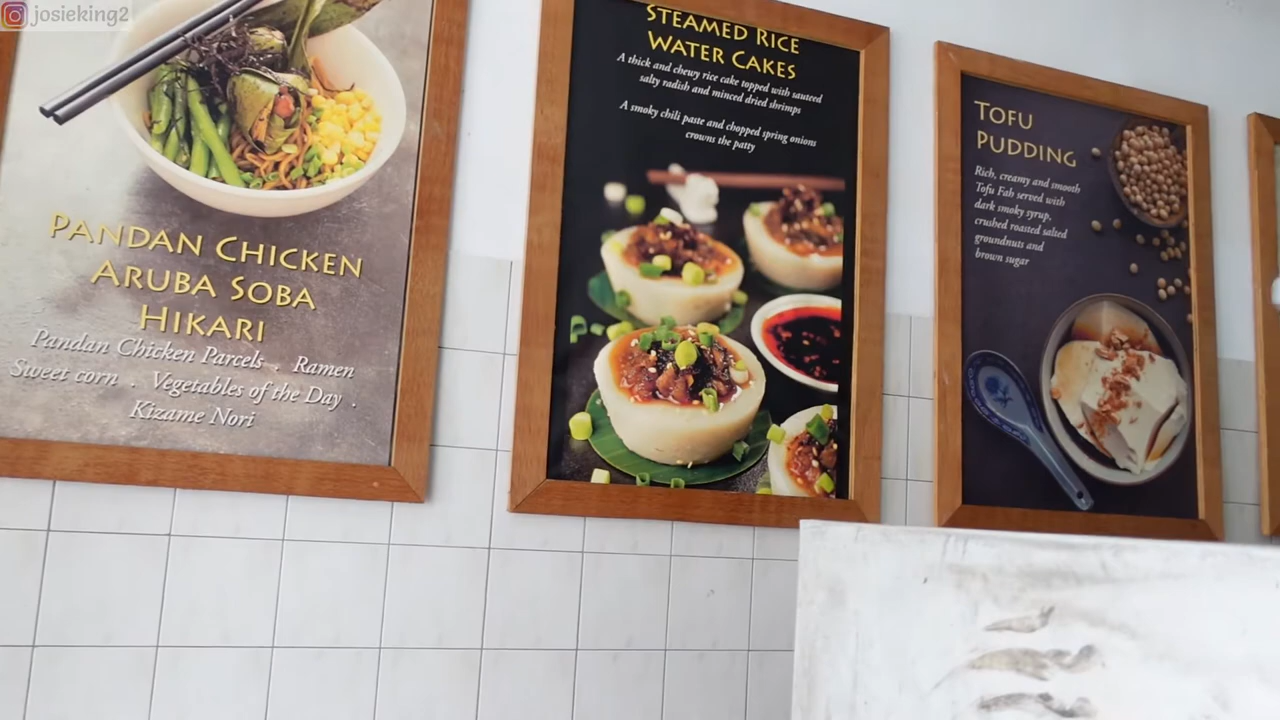 josieking2
PANDAN CHICKEN
ARUBA SOBA
HIKARI
Pandan Chicken Parcels . Ramen
Sweet corn . Vegetables of the Day .
Kizame Nori
STEAMED RICE
WATER CAKES
A thick and chewy rice cake topped with sauteed
salty radish and minced dried shrimps
A smoky chili paste and chopped spring onions
crowns the patty
TOFU
PUDDING
Rich, creamy and smooth
Tofu Fah served with
dark smoky syrup,
crushed roasted salted
groundnuts and
brown sugar